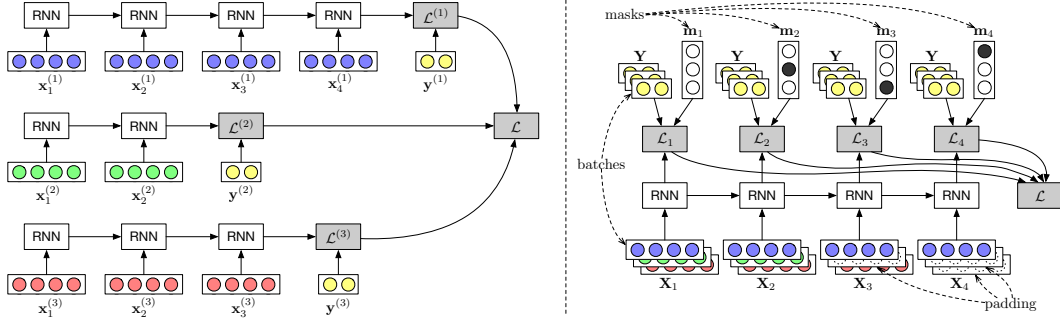 RNN RNN RNN RNN ℒ⁽¹⁾
x₁⁽¹⁾ x₂⁽¹⁾ x₃⁽¹⁾ x₄⁽¹⁾ y⁽¹⁾
RNN RNN ℒ⁽²⁾ ℒ
x₁⁽²⁾ x₂⁽²⁾ y⁽²⁾
RNN RNN RNN ℒ⁽³⁾
x₁⁽³⁾ x₂⁽³⁾ x₃⁽³⁾ y⁽³⁾
masks
m₁ m₂ m₃ m₄
Y Y Y Y
ℒ₁ ℒ₂ ℒ₃ ℒ₄
batches
RNN RNN RNN RNN ℒ
X₁ X₂ X₃ X₄
padding